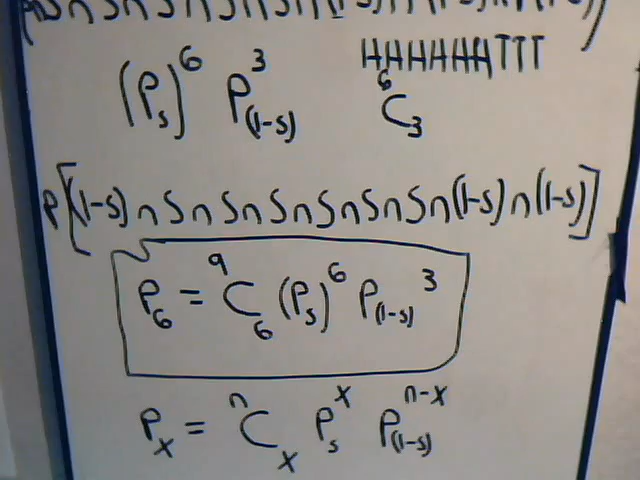 HHHHHHTTT
(P_s)^6 P_(1-s)^3 ^6C_3
P[(1-s)∩S∩S∩S∩S∩S∩S∩(1-s)∩(1-s)]
P_6 = ^9C_6 (P_s)^6 P_(1-s)^3
P_x = ^nC_x P_s^x P_(1-s)^n-x